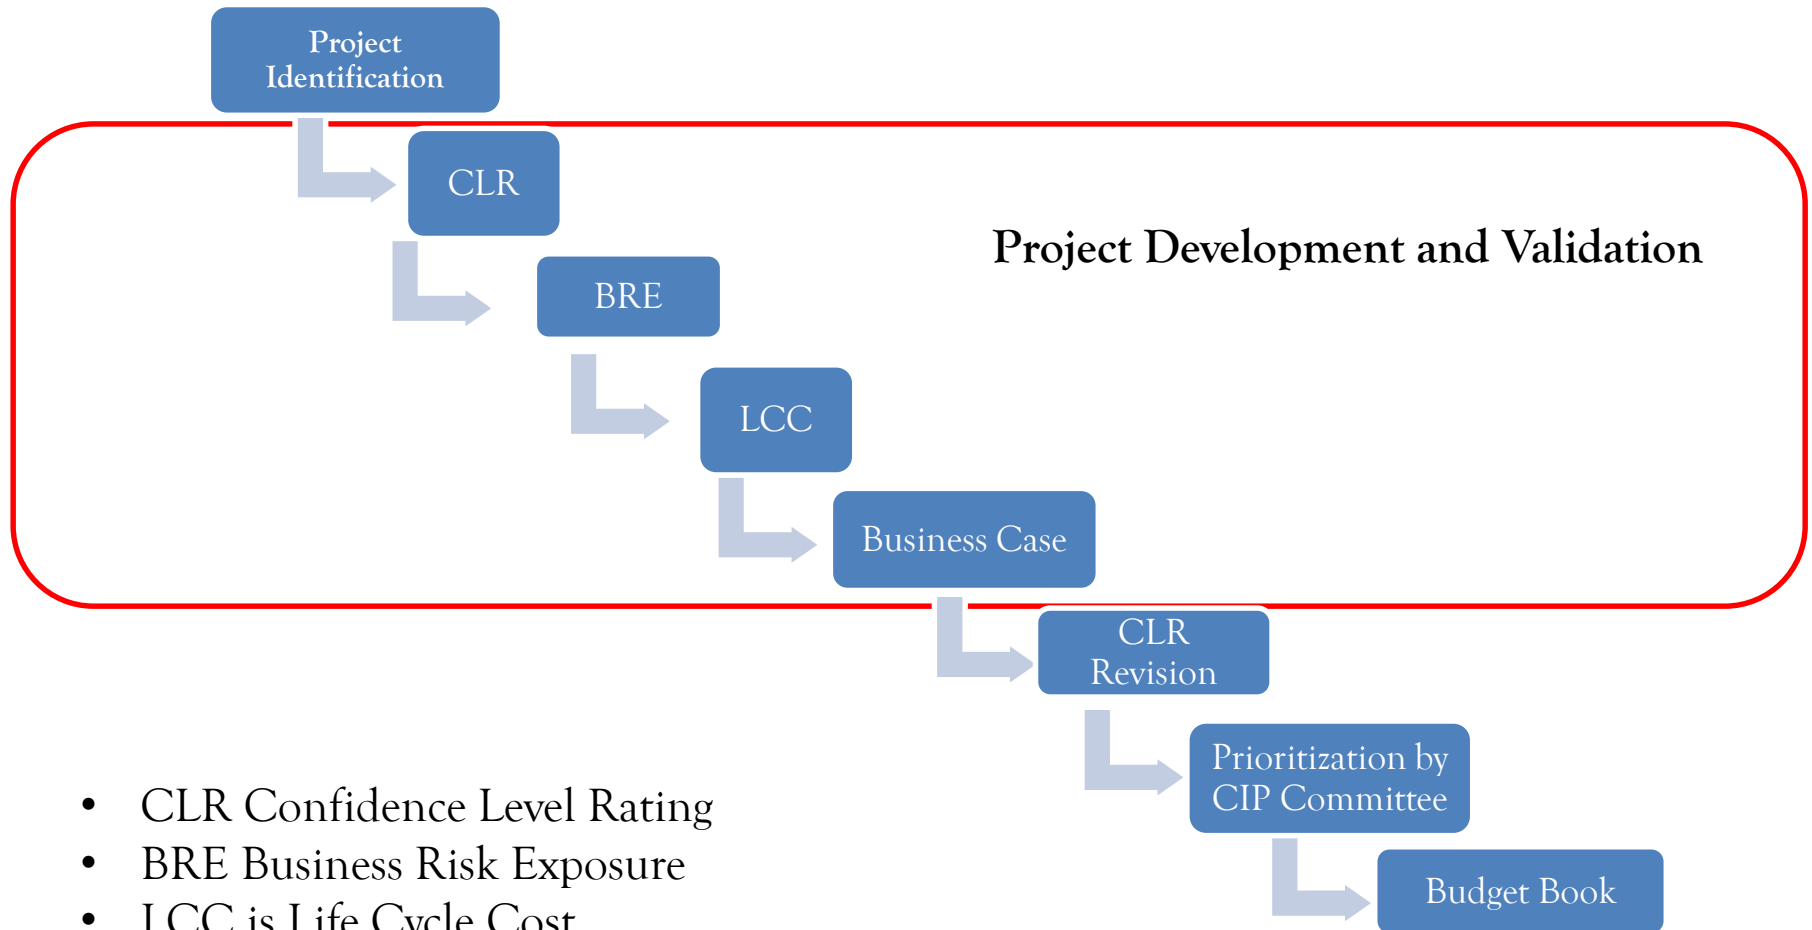 Project
Identification
CLR
Project Development and Validation
BRE
LCC
Business Case
CLR
Revision
Prioritization by
CIP Committee
Budget Book
• CLR Confidence Level Rating
• BRE Business Risk Exposure
• LCC is Life Cycle Cost